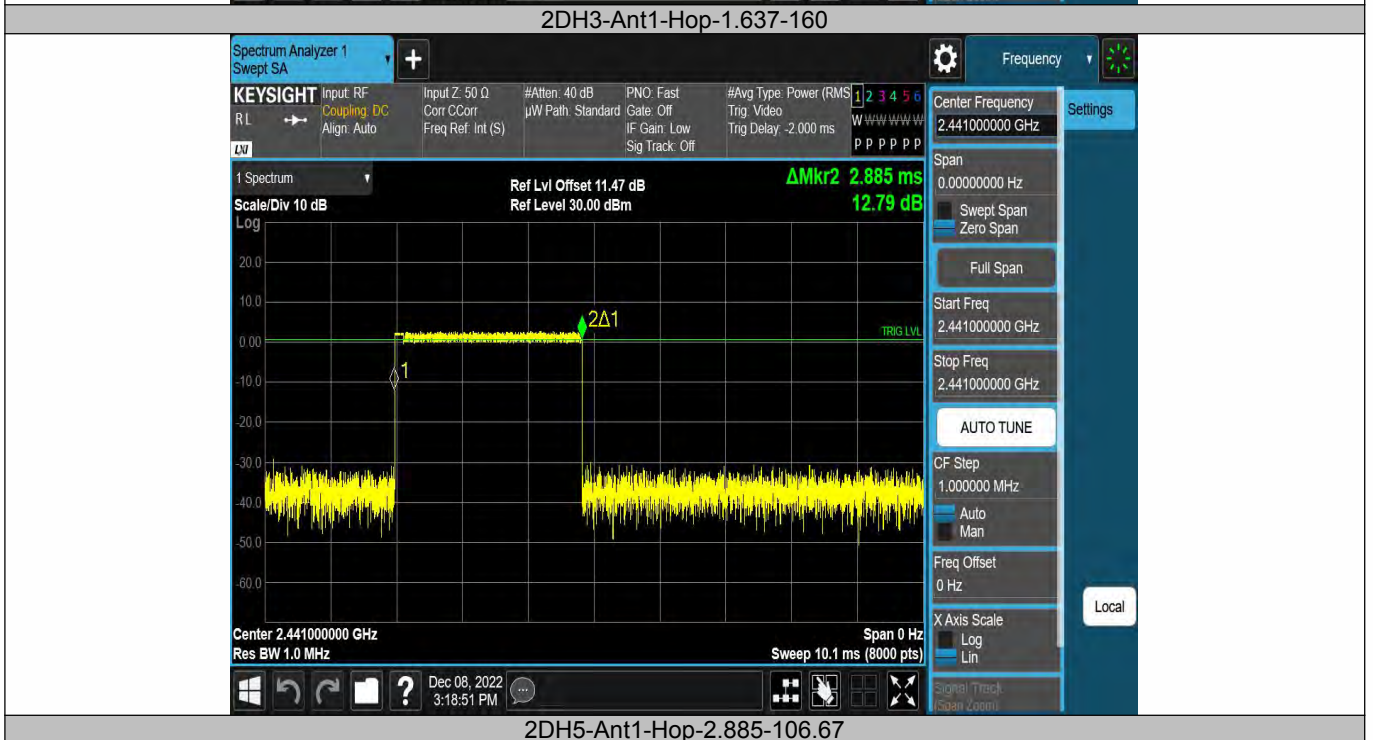 2DH3-Ant1-Hop-1.637-160
Spectrum Analyzer 1
Swept SA
+
Frequency
KEYSIGHT
RL
LXI
Input: RF
Coupling: DC
Align: Auto
Input Z: 50 Ω
Corr CCorr
Freq Ref: Int (S)
#Atten: 40 dB
µW Path: Standard
PNO: Fast
Gate: Off
IF Gain: Low
Sig Track: Off
#Avg Type: Power (RMS
Trig: Video
Trig Delay: -2.000 ms
1 2 3 4 5 6
W W W W W W
P P P P P P
1 Spectrum
Scale/Div 10 dB
Log
Ref Lvl Offset 11.47 dB
Ref Level 30.00 dBm
ΔMkr2 2.885 ms
12.79 dB
20.0
10.0
0.00
-10.0
-20.0
-30.0
-40.0
-50.0
-60.0
2Δ1
1
TRIG LVL
Center 2.441000000 GHz
Res BW 1.0 MHz
Span 0 Hz
Sweep 10.1 ms (8000 pts)
Center Frequency
2.441000000 GHz
Settings
Span
0.00000000 Hz
Swept Span
Zero Span
Full Span
Start Freq
2.441000000 GHz
Stop Freq
2.441000000 GHz
AUTO TUNE
CF Step
1.000000 MHz
Auto
Man
Freq Offset
0 Hz
X Axis Scale
Log
Lin
Signal Track
(Span Zoom)
Local
?
Dec 08, 2022
3:18:51 PM
2DH5-Ant1-Hop-2.885-106.67